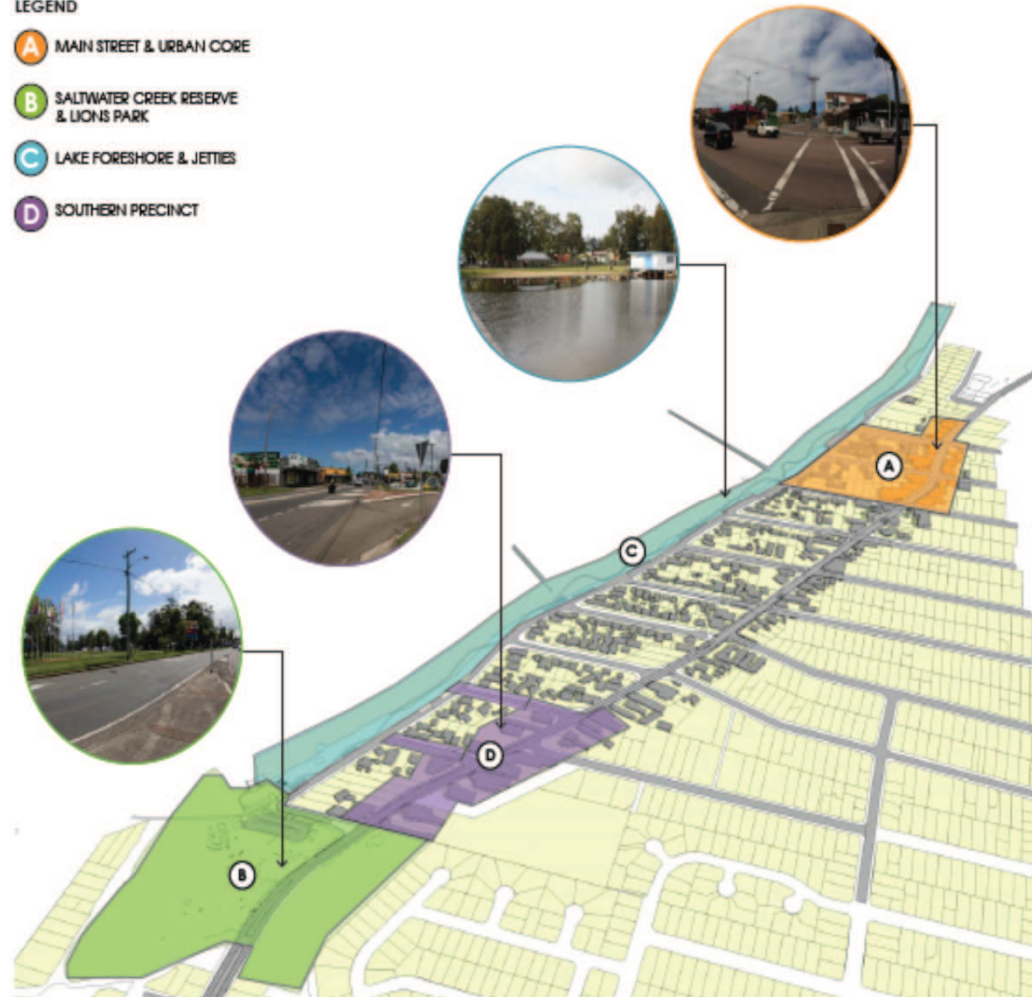 LEGEND
A MAIN STREET & URBAN CORE
B SALTWATER CREEK RESERVE
& LIONS PARK
C LAKE FORESHORE & JETTIES
D SOUTHERN PRECINCT
A
C
D
B